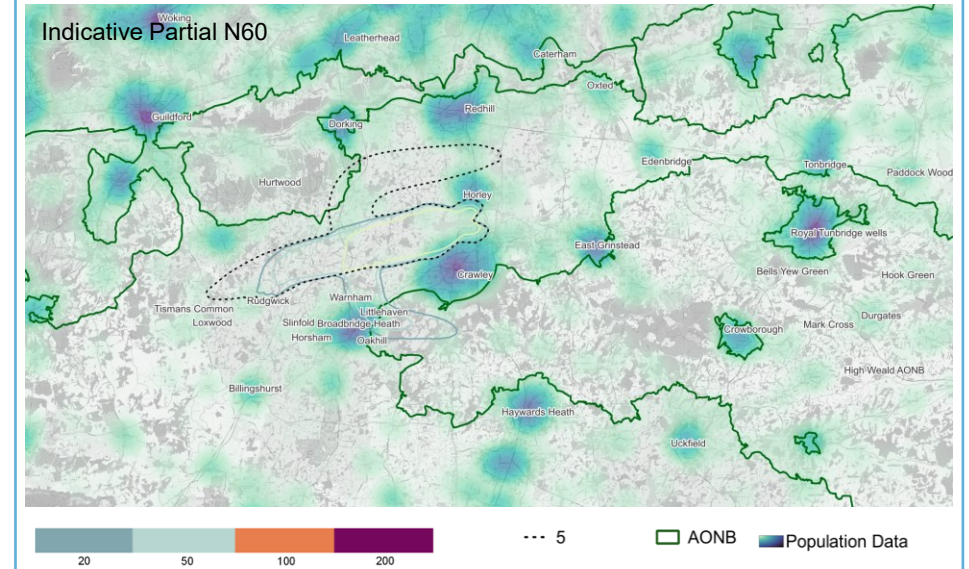 Indicative Partial N60
Woking
Leatherhead
Caterham
Oxted
Guildford
Redhill
Dorking
Edenbridge
Tonbridge
Paddock Wood
Hurtwood
Horley
Royal Tunbridge wells
East Grinstead
Crawley
Bells Yew Green
Hook Green
Rudgwick
Warnham
Tismans Common
Littlehaven
Loxwood
Slinfold
Broadbridge Heath
Durgates
Mark Cross
Crowborough
Horsham
Oakhill
High Weald AONB
Billingshurst
Haywards Heath
Uckfield
20
50
100
200
5
AONB
Population Data